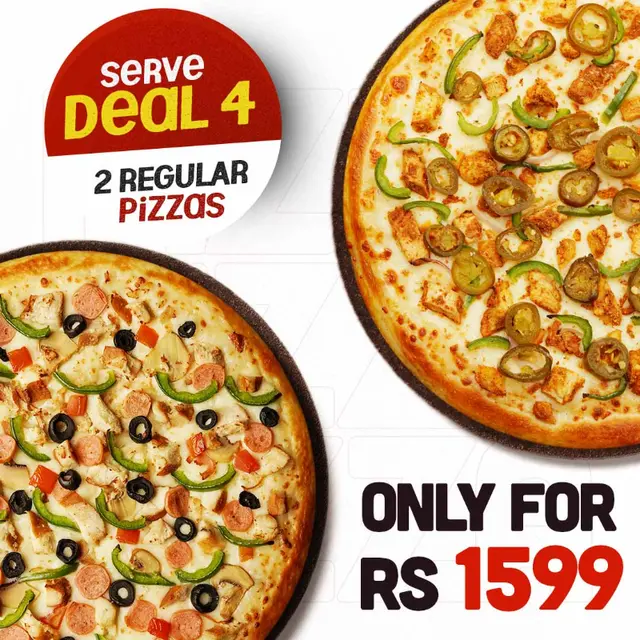 SERVE
DEAL 4
2 REGULAR
PIZZAS
ONLY FOR
RS 1599